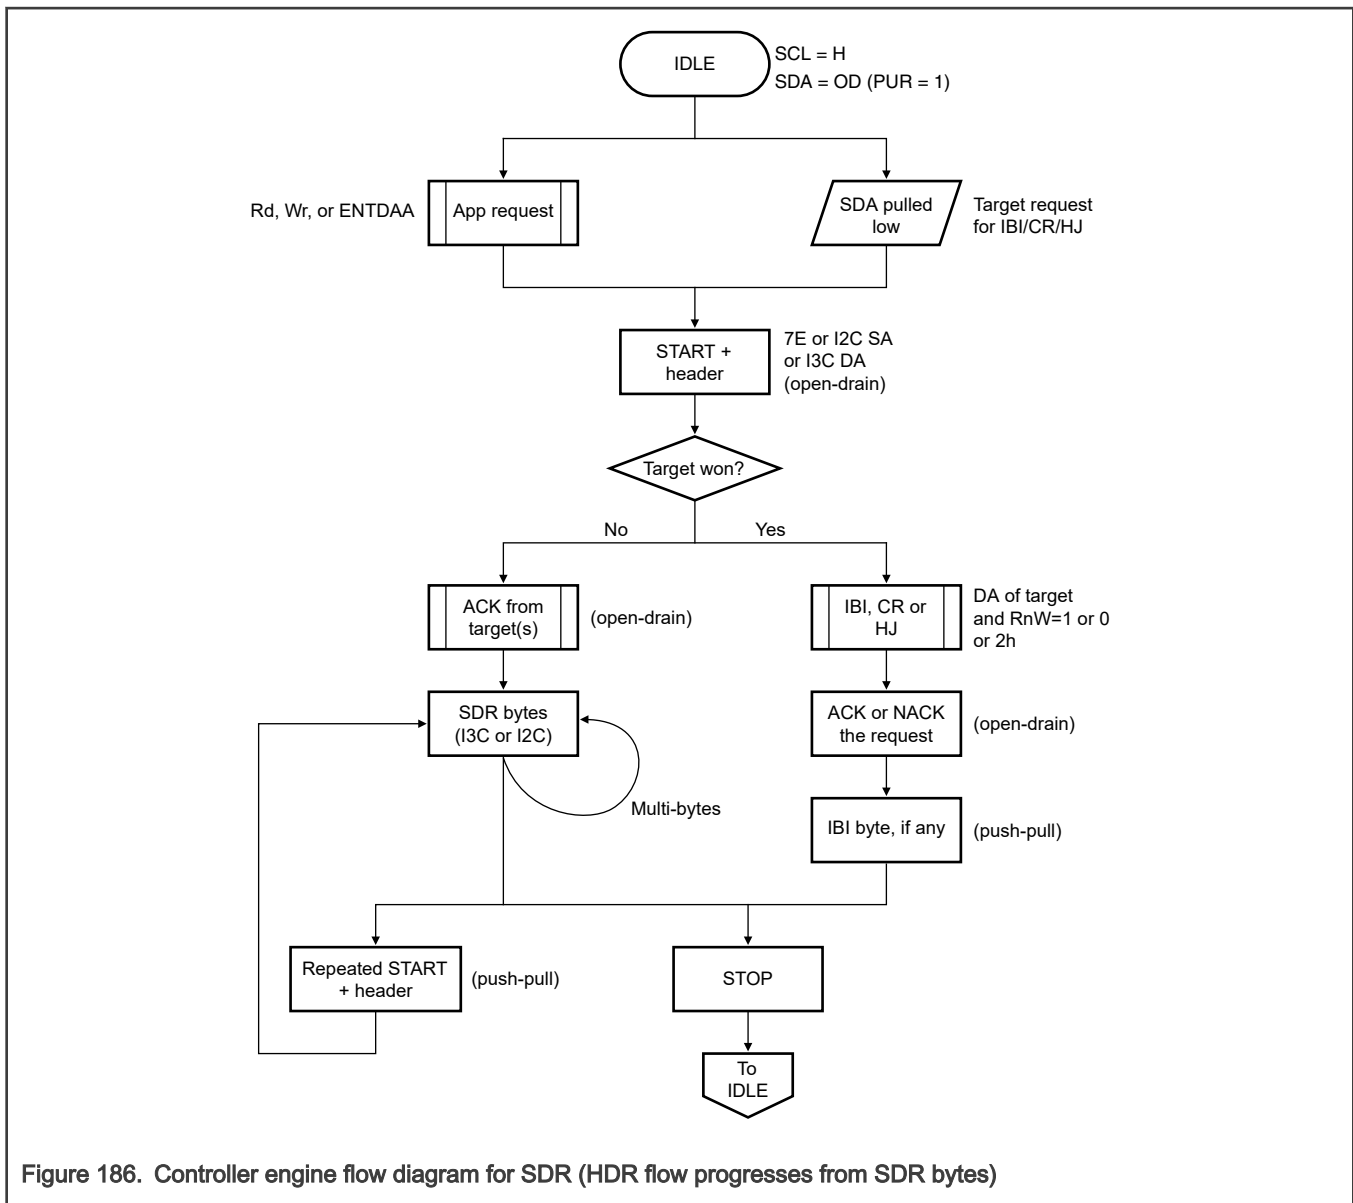 IDLE
SCL = H
SDA = OD (PUR = 1)
Rd, Wr, or ENTDAA
App request
SDA pulled
low
Target request
for IBI/CR/HJ
START +
header
7E or I2C SA
or I3C DA
(open-drain)
Target won?
No
Yes
ACK from
target(s)
(open-drain)
IBI, CR or
HJ
DA of target
and RnW=1 or 0
or 2h
SDR bytes
(I3C or I2C)
Multi-bytes
ACK or NACK
the request
(open-drain)
IBI byte, if any
(push-pull)
Repeated START
+ header
(push-pull)
STOP
To
IDLE
Figure 186. Controller engine flow diagram for SDR (HDR flow progresses from SDR bytes)